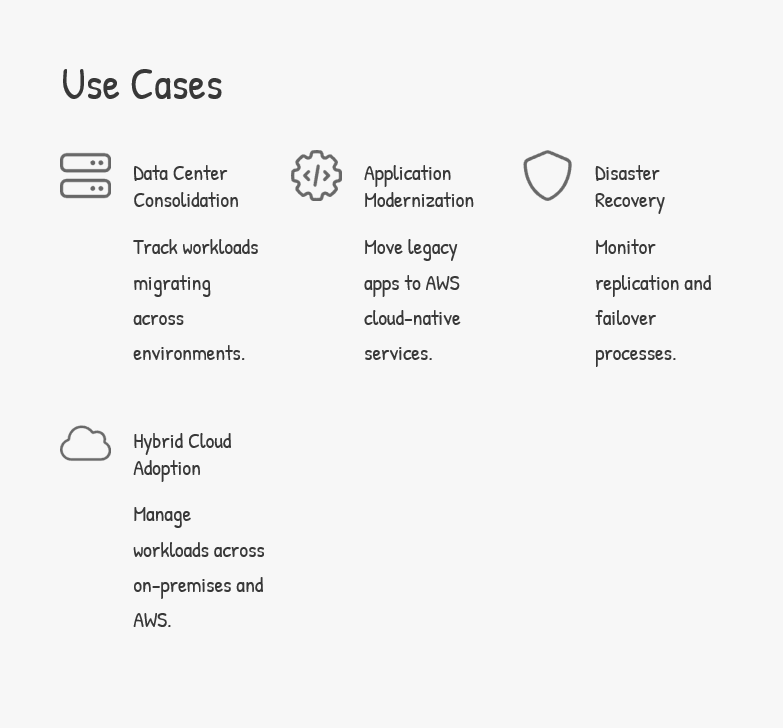 Use Cases
Data Center
Consolidation
Track workloads
migrating
across
environments.
Application
Modernization
Move legacy
apps to AWS
cloud-native
services.
Disaster
Recovery
Monitor
replication and
failover
processes.
Hybrid Cloud
Adoption
Manage
workloads across
on-premises and
AWS.